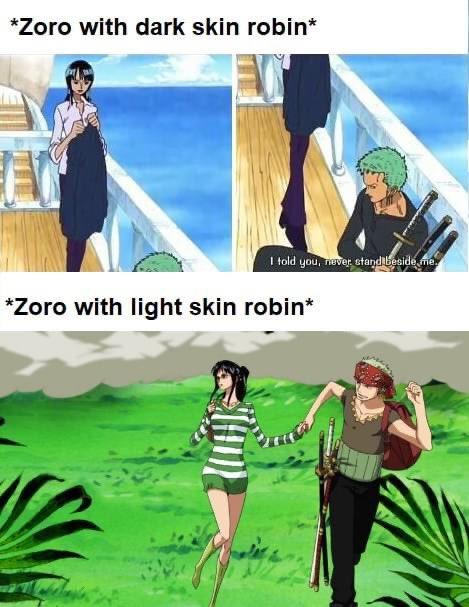 *Zoro with dark skin robin*
I told you, never stand beside me.
*Zoro with light skin robin*